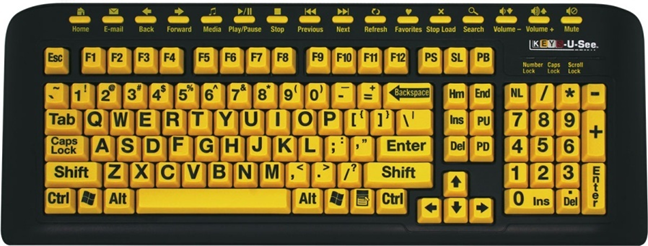 Home E-mail Back Forward Media Play/Pause Stop Previous Next Refresh Favorites Stop Load Search Volume− Volume + Mute
KEYS-U-See.
Number Lock Caps Lock Scroll Lock
Esc F1 F2 F3 F4 F5 F6 F7 F8 F9 F10 F11 F12 PS SL PB
~ ` 1! 2@ 3# 4$ 5% 6^ 7& 8* 9( 0) _ - + = Backspace Hm End NL / * -
Tab Q W E R T Y U I O P [{ ]} \| Ins PU 7 8 9 +
Caps Lock A S D F G H J K L ;: '" Enter Del PD 4 5 6
Shift Z X C V B N M ,< .> /? Shift 1 2 3 Enter
Ctrl Alt Alt Ctrl 0 Ins . Del